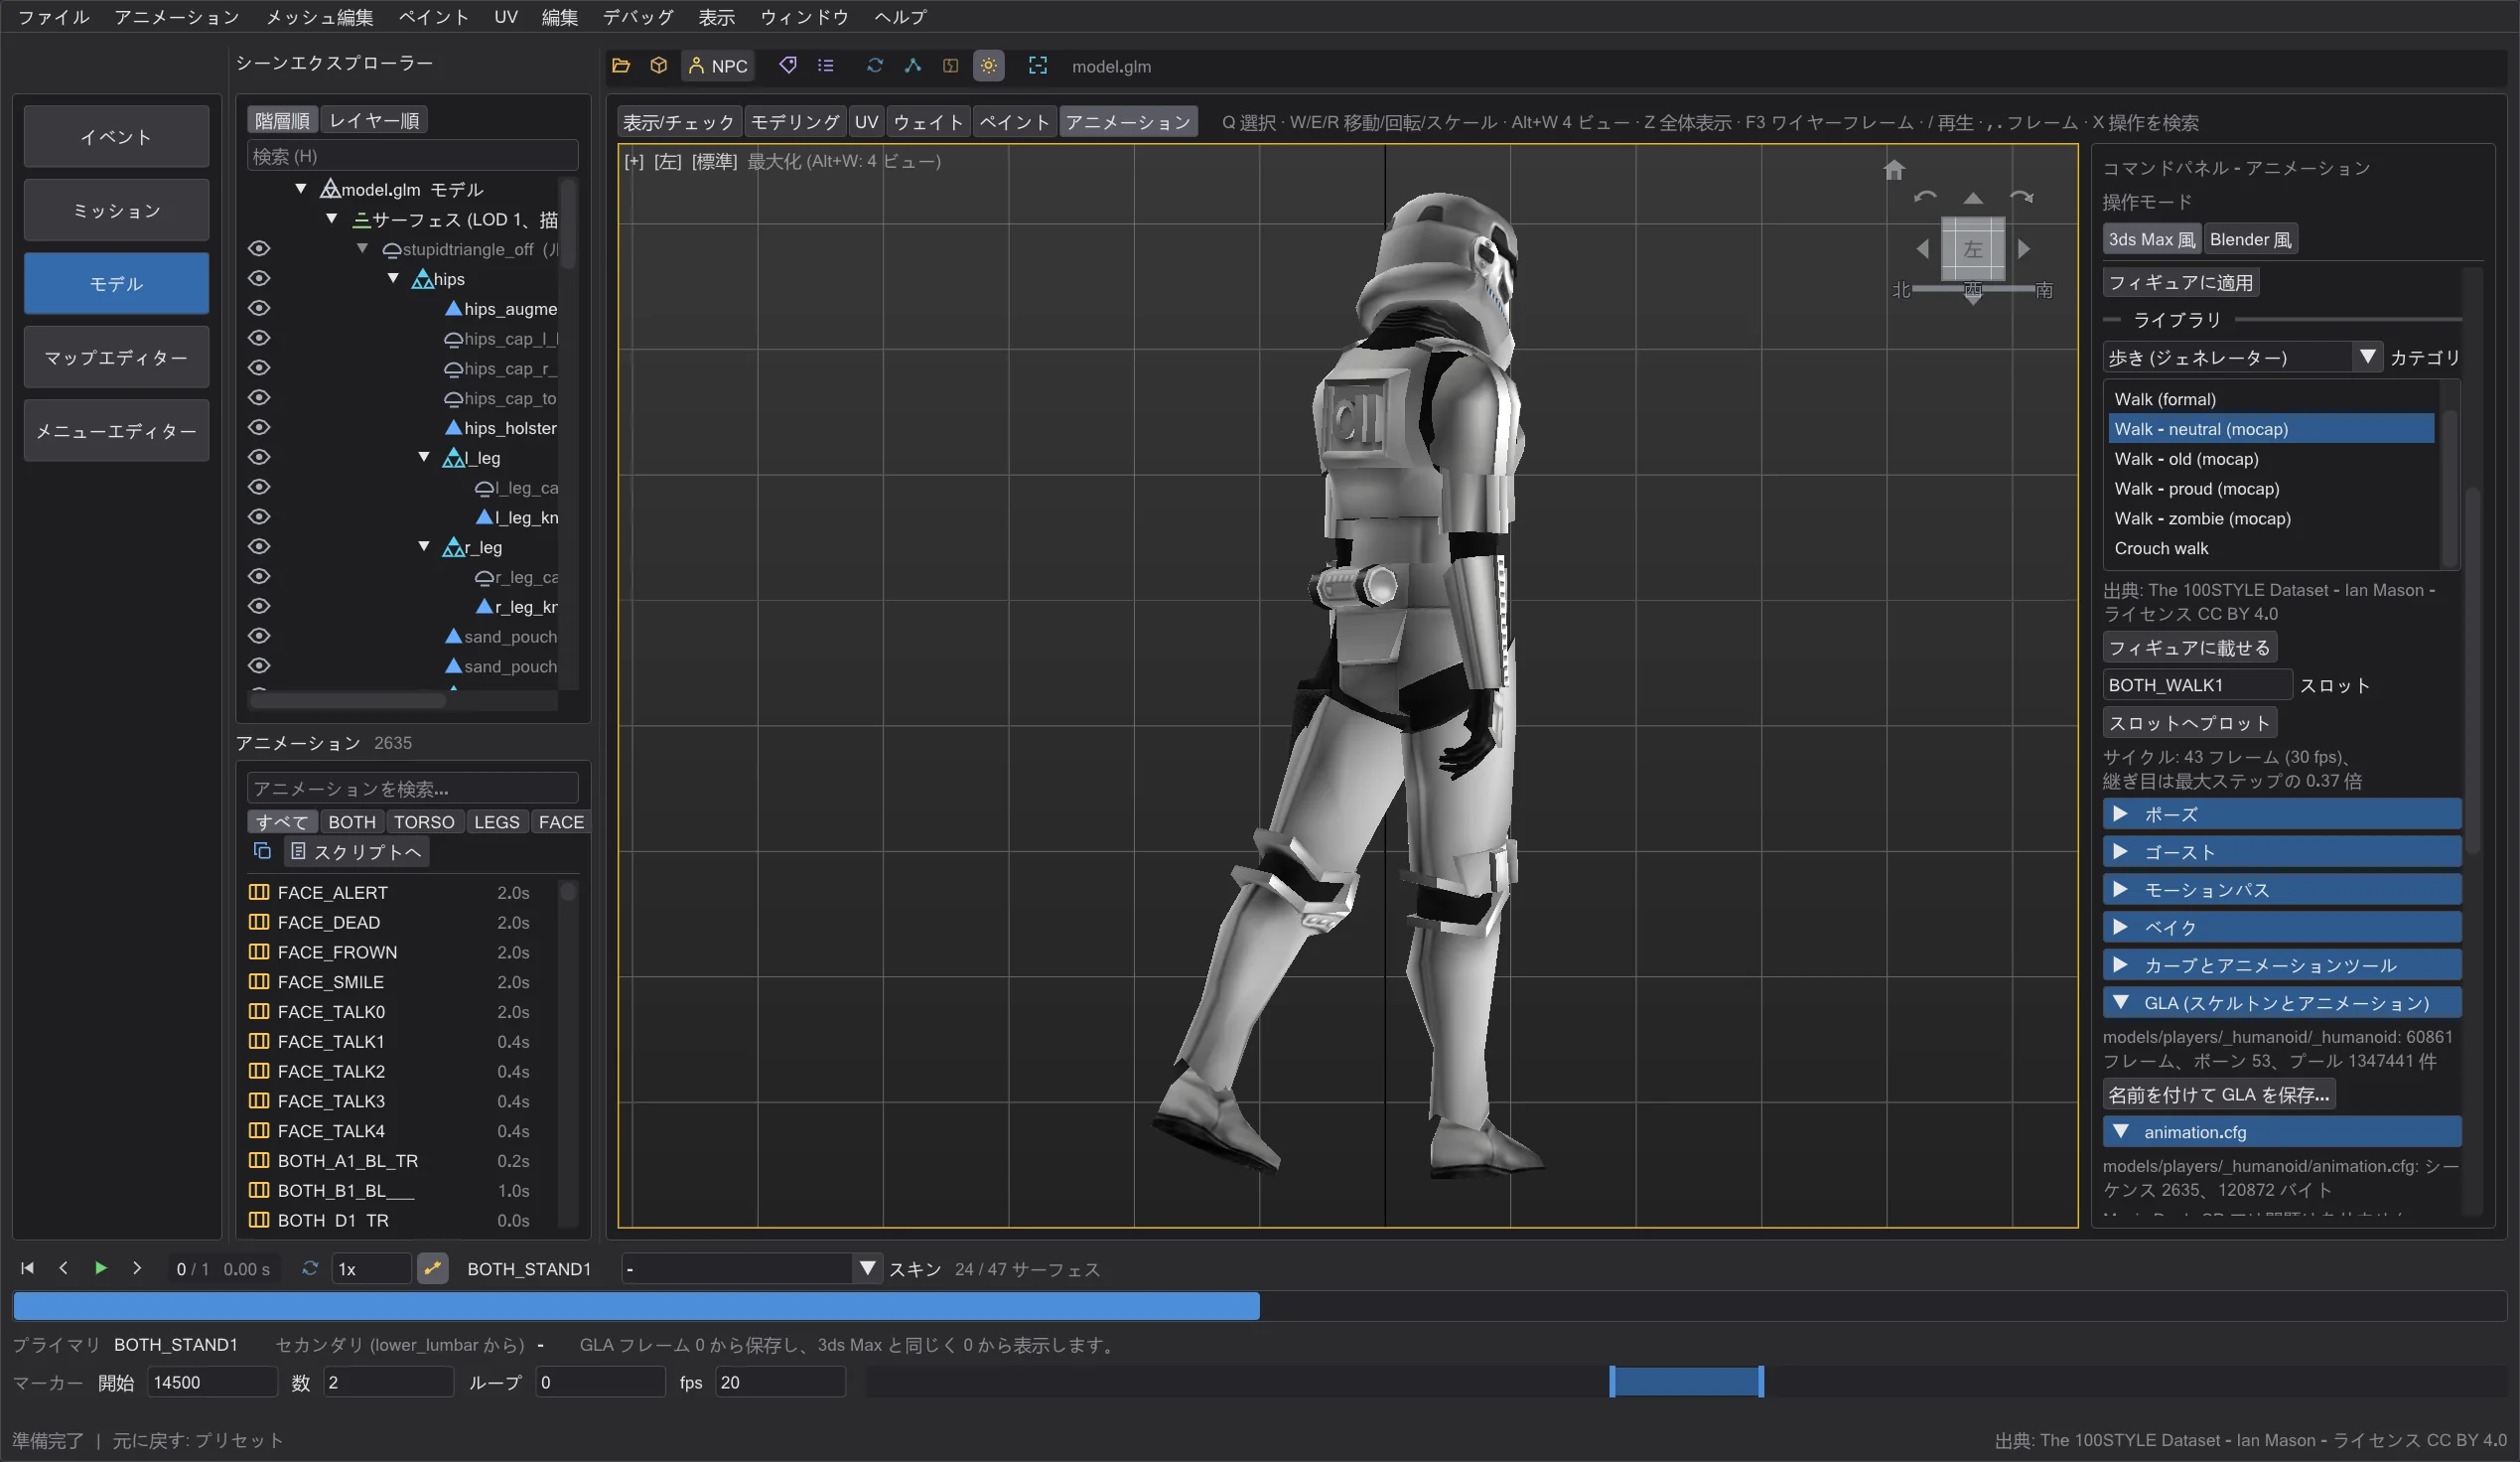 ファイル アニメーション メッシュ編集 ペイント UV 編集 デバッグ 表示 ウィンドウ ヘルプ
シーンエクスプローラー
NPC model.glm
イベント
ミッション
モデル
マップエディター
メニューエディター
階層順 レイヤー順
検索 (H)
model.glm モデル
サーフェス (LOD 1、描
stupidtriangle_off
hips
hips_augme
hips_cap_l_
hips_cap_r_
hips_cap_to
hips_holster
l_leg
l_leg_ca
l_leg_kn
r_leg
r_leg_ca
r_leg_kn
sand_pouch
sand_pouch
アニメーション 2635
アニメーションを検索...
すべて BOTH TORSO LEGS FACE
スクリプトへ
FACE_ALERT 2.0s
FACE_DEAD 2.0s
FACE_FROWN 2.0s
FACE_SMILE 2.0s
FACE_TALK0 2.0s
FACE_TALK1 0.4s
FACE_TALK2 0.4s
FACE_TALK3 0.4s
FACE_TALK4 0.4s
BOTH_A1_BL_TR 0.2s
BOTH_B1_BL___ 1.0s
BOTH_D1_TR 0.0s
表示/チェック モデリング UV ウェイト ペイント アニメーション Q 選択 · W/E/R 移動/回転/スケール · Alt+W 4 ビュー · Z 全体表示 · F3 ワイヤーフレーム · / 再生 · , . フレーム · X 操作を検索
[+] [左] [標準] 最大化 (Alt+W: 4 ビュー)
左
北 西 南
コマンドパネル - アニメーション
操作モード
3ds Max 風 Blender 風
フィギュアに適用
ライブラリ
歩き (ジェネレーター) カテゴリ
Walk (formal)
Walk - neutral (mocap)
Walk - old (mocap)
Walk - proud (mocap)
Walk - zombie (mocap)
Crouch walk
出典: The 100STYLE Dataset - Ian Mason -
ライセンス CC BY 4.0
フィギュアに載せる
BOTH_WALK1 スロット
スロットへプロット
サイクル: 43 フレーム (30 fps)、
継ぎ目は最大ステップの 0.37 倍
ポーズ
ゴースト
モーションパス
ベイク
カーブとアニメーションツール
GLA (スケルトンとアニメーション)
models/players/_humanoid/_humanoid: 60861
フレーム、ボーン 53、プール 1347441 件
名前を付けて GLA を保存...
animation.cfg
models/players/_humanoid/animation.cfg: シー
ケンス 2635、120872 バイト
0 / 1 0.00 s 1x BOTH_STAND1 - スキン 24 / 47 サーフェス
プライマリ BOTH_STAND1 セカンダリ (lower_lumbar から) - GLA フレーム 0 から保存し、3ds Max と同じく 0 から表示します。
マーカー 開始 14500 数 2 ループ 0 fps 20
準備完了 | 元に戻す: プリセット
出典: The 100STYLE Dataset - Ian Mason - ライセンス CC BY 4.0